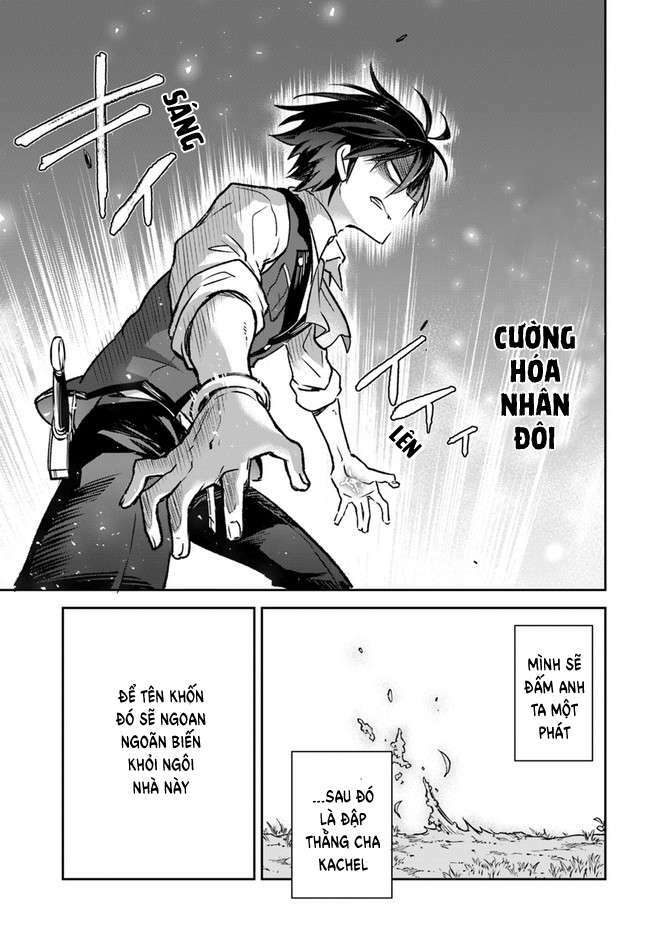 CƯỜNG
HÓA
NHÂN
ĐÔI
キィィ
SÁNG
ィィィ
LÊN
MÌNH SẼ
ĐẤM ANH
TA MỘT
PHÁT
...SAU ĐÓ
LÀ ĐẬP
THẰNG CHA
KACHEL
ĐỂ TÊN KHỐN
ĐÓ SẼ NGOAN
NGOÃN BIẾN
KHỎI NGÔI
NHÀ NÀY